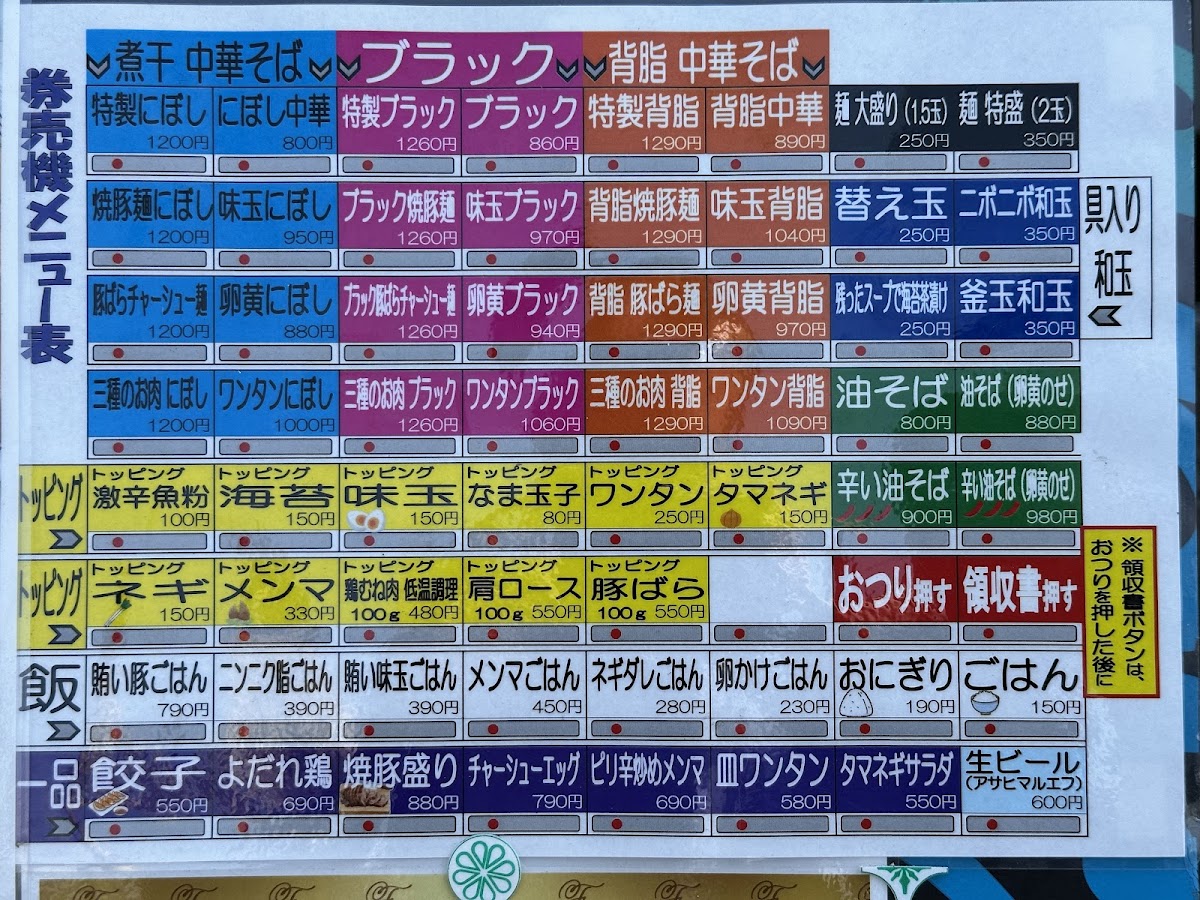 券売機メニュー表
煮干 中華そば
ブラック
背脂 中華そば
特製にぼし
1200円
にぼし中華
800円
特製ブラック
1260円
ブラック
860円
特製背脂
1290円
背脂中華
890円
麺 大盛り (1.5玉)
250円
麺 特盛 (2玉)
350円
焼豚麺にぼし
1200円
味玉にぼし
950円
ブラック焼豚麺
1260円
味玉ブラック
970円
背脂焼豚麺
1290円
味玉背脂
1040円
替え玉
250円
ニボニボ和玉
350円
具入り
和玉
豚ばらチャーシュー麺
1200円
卵黄にぼし
880円
ブラック豚ばらチャーシュー麺
1260円
卵黄ブラック
940円
背脂 豚ばら麺
1290円
卵黄背脂
970円
残ったスープで海苔茶漬け
250円
釜玉和玉
350円
三種のお肉 にぼし
1200円
ワンタンにぼし
1000円
三種のお肉 ブラック
1260円
ワンタンブラック
1060円
三種のお肉 背脂
1290円
ワンタン背脂
1090円
油そば
800円
油そば (卵黄のせ)
880円
トッピング
トッピング
激辛魚粉
100円
トッピング
海苔
150円
トッピング
味玉
150円
トッピング
なま玉子
80円
トッピング
ワンタン
250円
トッピング
タマネギ
150円
辛い油そば
900円
辛い油そば (卵黄のせ)
980円
トッピング
トッピング
ネギ
150円
トッピング
メンマ
330円
トッピング
鶏むね肉 低温調理
100g 480円
トッピング
肩ロース
100g 550円
トッピング
豚ばら
100g 550円
おつり押す
領収書押す
※領収書ボタンは、
おつりを押した後に
飯
賄い豚ごはん
790円
ニンニク脂ごはん
390円
賄い味玉ごはん
390円
メンマごはん
450円
ネギダレごはん
280円
卵かけごはん
230円
おにぎり
190円
ごはん
150円
一品
餃子
550円
よだれ鶏
690円
焼豚盛り
880円
チャーシューエッグ
790円
ピリ辛炒めメンマ
690円
皿ワンタン
580円
タマネギサラダ
550円
生ビール
(アサヒマルエフ)
600円